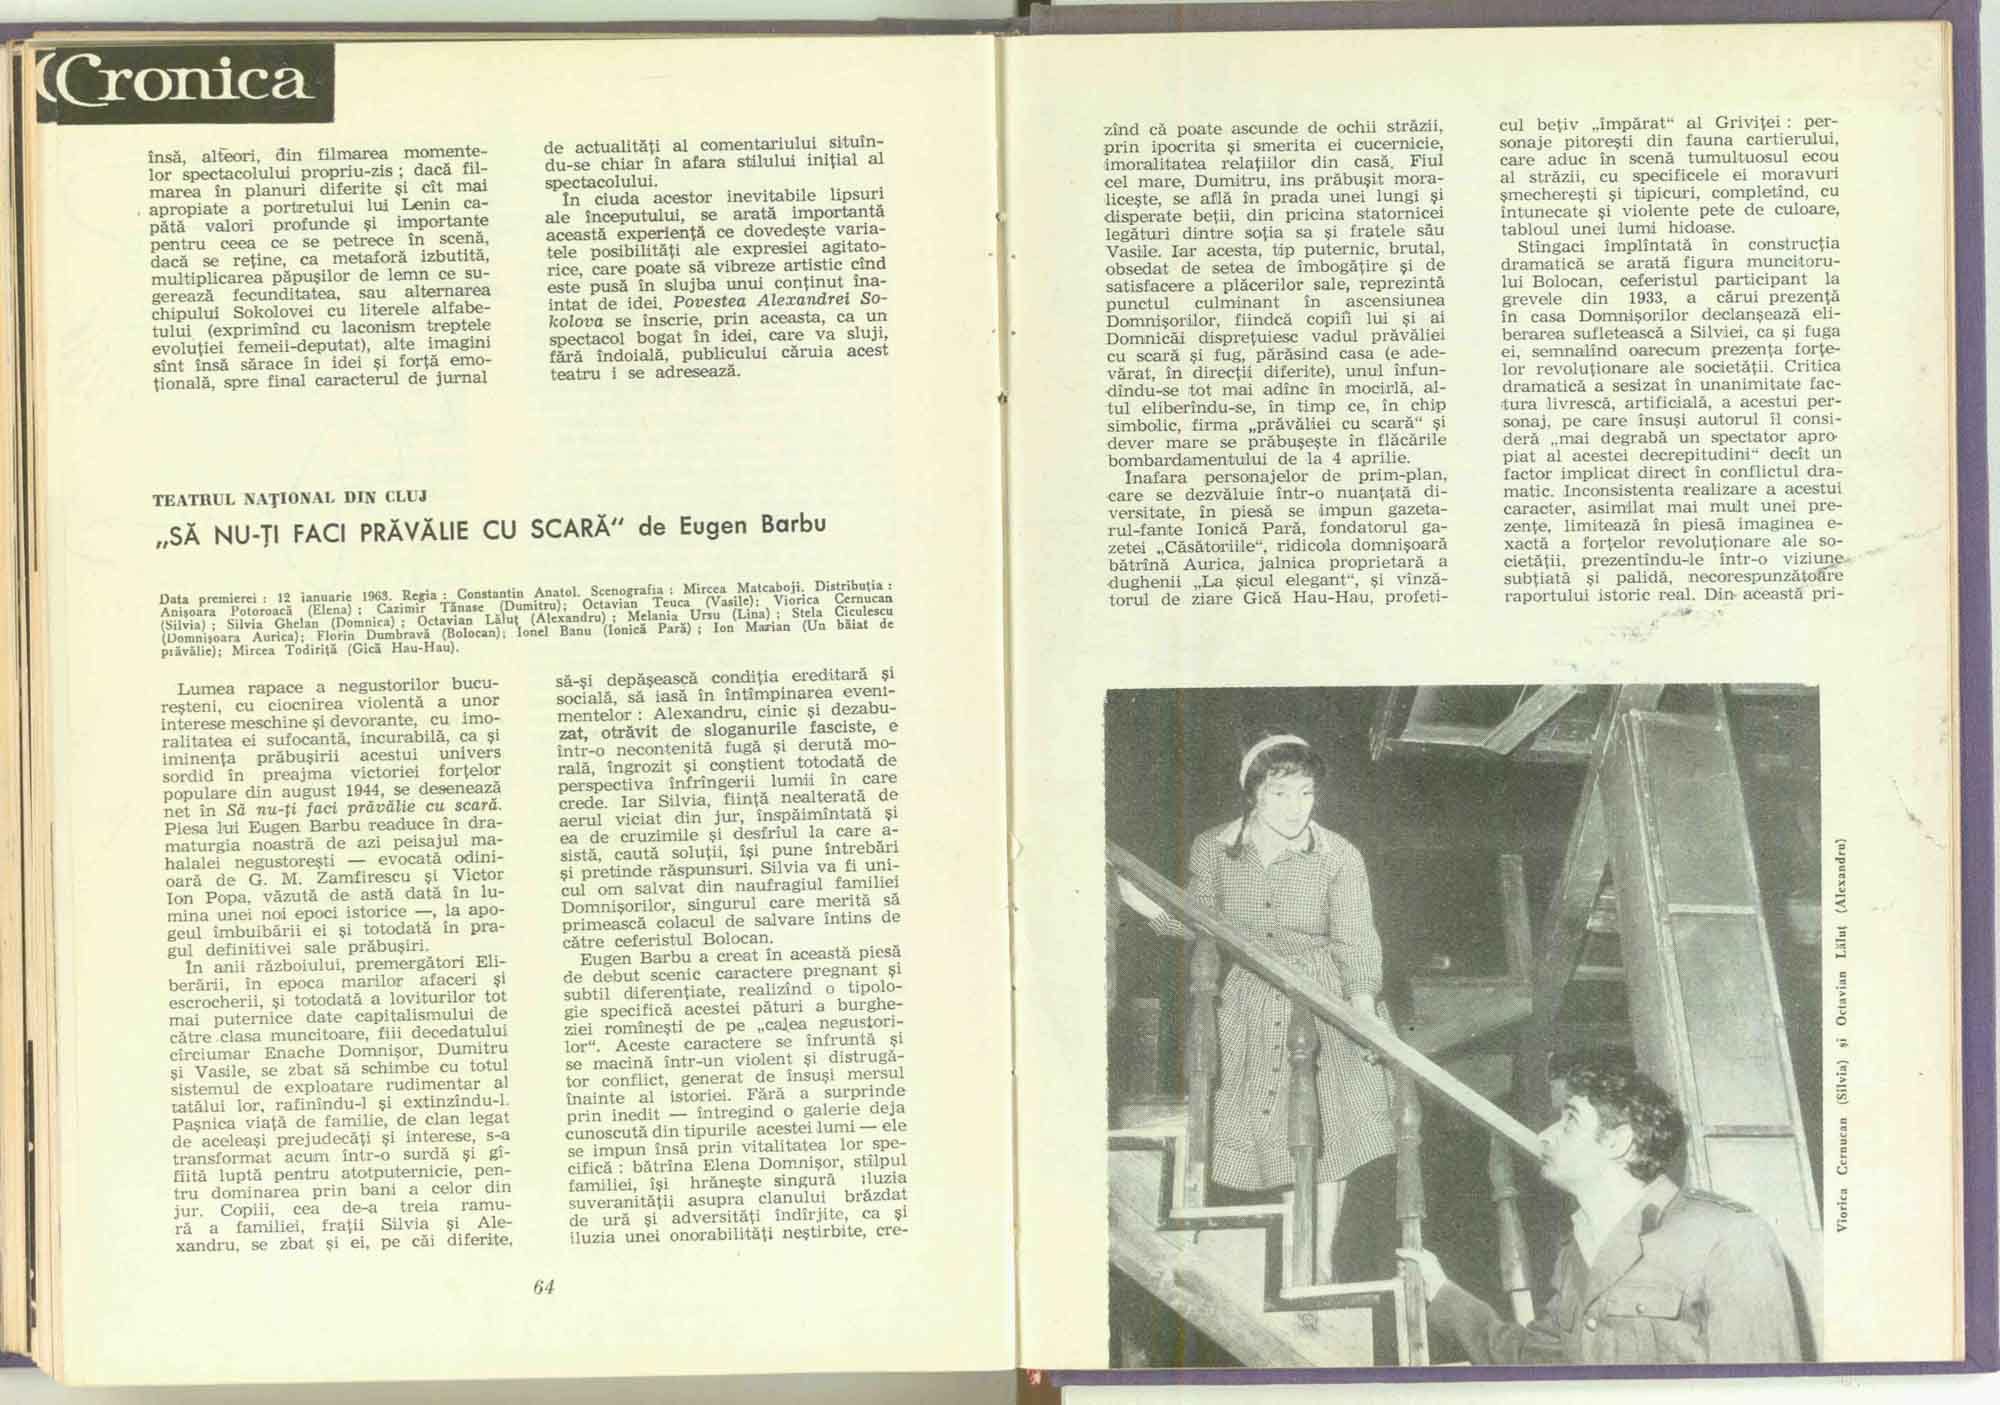 Cronica
însă, alteori, din filmarea momente-
lor spectacolului propriu-zis ; dacă fil-
marea în planuri diferite și cît mai
apropiate a portretului lui Lenin ca-
pătă valori profunde și importante
pentru ceea ce se petrece în scenă,
dacă se reține, ca metaforă izbutită,
multiplicarea păpușilor de lemn ce su-
gerează fecunditatea, sau alternarea
chipului Sokolovei cu literele alfabe-
tului (exprimînd cu laconism treptele
evoluției femeii-deputat), alte imagini
sînt însă sărace în idei și forță emo-
țională, spre final caracterul de jurnal
de actualități al comentariului situîn-
du-se chiar în afara stilului inițial al
spectacolului.
În ciuda acestor inevitabile lipsuri
ale începutului, se arată importantă
această experiență ce dovedește varia-
tele posibilități ale expresiei agitato-
rice, care poate să vibreze artistic cînd
este pusă în slujba unui conținut îna-
intat de idei. Povestea Alexandrei So-
kolova se înscrie, prin aceasta, ca un
spectacol bogat în idei, care va sluji,
fără îndoială, publicului căruia acest
teatru i se adresează.
TEATRUL NAȚIONAL DIN CLUJ
„SĂ NU-ȚI FACI PRĂVĂLIE CU SCARĂ“ de Eugen Barbu
Data premierei : 12 ianuarie 1963. Regia : Constantin Anatol. Scenografia : Mircea Matcaboji. Distribuția :
Anișoara Potoroacă (Elena) ; Cazimir Tănase (Dumitru); Octavian Teuca (Vasile); Viorica Cernucan
(Silvia) ; Silvia Ghelan (Domnica) ; Octavian Lăluț (Alexandru) ; Melania Ursu (Lina) ; Stela Ciculescu
(Domnișoara Aurica); Florin Dumbravă (Bolocan); Ionel Banu (Ionică Pară) ; Ion Marian (Un băiat de
prăvălie); Mircea Todiriță (Gică Hau-Hau).
Lumea rapace a negustorilor bucu-
reșteni, cu ciocnirea violentă a unor
interese meschine și devorante, cu imo-
ralitatea ei sufocantă, incurabilă, ca și
iminența prăbușirii acestui univers
sordid în preajma victoriei forțelor
populare din august 1944, se desenează
net în Să nu-ți faci prăvălie cu scară.
Piesa lui Eugen Barbu readuce în dra-
maturgia noastră de azi peisajul ma-
halalei negustorești — evocată odini-
oară de G. M. Zamfirescu și Victor
Ion Popa, văzută de astă dată în lu-
mina unei noi epoci istorice —, la apo-
geul îmbuibării ei și totodată în pra-
gul definitivei sale prăbușiri.
În anii războiului, premergători Eli-
berării, în epoca marilor afaceri și
escrocherii, și totodată a loviturilor tot
mai puternice date capitalismului de
către clasa muncitoare, fiii decedatului
cîrciumar Enache Domnișor, Dumitru
și Vasile, se zbat să schimbe cu totul
sistemul de exploatare rudimentar al
tatălui lor, rafinîndu-l și extinzîndu-l.
Pașnica viață de familie, de clan legat
de aceleași prejudecăți și interese, s-a
transformat acum într-o surdă și gî-
fîită luptă pentru atotputernicie, pen-
tru dominarea prin bani a celor din
jur. Copiii, cea de-a treia ramu-
ră a familiei, frații Silvia și Ale-
xandru, se zbat și ei, pe căi diferite,
să-și depășească condiția ereditară și
socială, să iasă în întîmpinarea eveni-
mentelor : Alexandru, cinic și dezabu-
zat, otrăvit de sloganurile fasciste, e
într-o necontenită fugă și derută mo-
rală, îngrozit și conștient totodată de
perspectiva înfrîngerii lumii în care
crede. Iar Silvia, ființă nealterată de
aerul viciat din jur, înspăimîntată și
ea de cruzimile și desfrîul la care a-
sistă, caută soluții, își pune întrebări
și pretinde răspunsuri. Silvia va fi uni-
cul om salvat din naufragiul familiei
Domnișorilor, singurul care merită să
primească colacul de salvare întins de
către ceferistul Bolocan.
Eugen Barbu a creat în această piesă
de debut scenic caractere pregnant și
subtil diferențiate, realizînd o tipolo-
gie specifică acestei pături a burghe-
ziei romînești de pe „calea negustori-
lor“. Aceste caractere se înfruntă și
se macină într-un violent și distrugă-
tor conflict, generat de însuși mersul
înainte al istoriei. Fără a surprinde
prin inedit — întregind o galerie deja
cunoscută din tipurile acestei lumi — ele
se impun însă prin vitalitatea lor spe-
cifică : bătrîna Elena Domnișor, stîlpul
familiei, își hrănește singură iluzia
suveranității asupra clanului brăzdat
de ură și adversități îndîrjite, ca și
iluzia unei onorabilități neștirbite, cre-
64
zînd că poate ascunde de ochii străzii,
prin ipocrita și smerita ei cucernicie,
imoralitatea relațiilor din casă. Fiul
cel mare, Dumitru, ins prăbușit mora-
licește, se află în prada unei lungi și
disperate beții, din pricina statornicei
legături dintre soția sa și fratele său
Vasile. Iar acesta, tip puternic, brutal,
obsedat de setea de îmbogățire și de
satisfacere a plăcerilor sale, reprezintă
punctul culminant în ascensiunea
Domnișorilor, fiindcă copiii lui și ai
Domnicăi disprețuiesc vadul prăvăliei
cu scară și fug, părăsind casa (e ade-
vărat, în direcții diferite), unul înfun-
dîndu-se tot mai adînc în mocirlă, al-
tul eliberîndu-se, în timp ce, în chip
simbolic, firma „prăvăliei cu scară“ și
dever mare se prăbușește în flăcările
bombardamentului de la 4 aprilie.
Inafara personajelor de prim-plan,
care se dezvăluie într-o nuanțată di-
versitate, în piesă se impun gazeta-
rul-fante Ionică Pară, fondatorul ga-
zetei „Căsătoriile“, ridicola domnișoară
bătrînă Aurica, jalnica proprietară a
dughenii „La șicul elegant“, și vînză-
torul de ziare Gică Hau-Hau, profeti-
cul bețiv „împărat“ al Griviței : per-
sonaje pitorești din fauna cartierului,
care aduc în scenă tumultuosul ecou
al străzii, cu specificele ei moravuri
șmecherești și tipicuri, completînd, cu
întunecate și violente pete de culoare,
tabloul unei lumi hidoase.
Stîngaci împlîntată în construcția
dramatică se arată figura muncitoru-
lui Bolocan, ceferistul participant la
grevele din 1933, a cărui prezență
în casa Domnișorilor declanșează eli-
berarea sufletească a Silviei, ca și fuga
ei, semnalînd oarecum prezența forțe-
lor revoluționare ale societății. Critica
dramatică a sesizat în unanimitate fac-
tura livrescă, artificială, a acestui per-
sonaj, pe care însuși autorul îl consi-
deră „mai degrabă un spectator apro-
piat al acestei decrepitudini“ decît un
factor implicat direct în conflictul dra-
matic. Inconsistenta realizare a acestui
caracter, asimilat mai mult unei pre-
zențe, limitează în piesă imaginea e-
xactă a forțelor revoluționare ale so-
cietății, prezentîndu-le într-o viziune
subțiată și palidă, necorespunzătoare
raportului istoric real. Din această pri-
Viorica Cernucan (Silvia) și Octavian Lăluț (Alexandru)